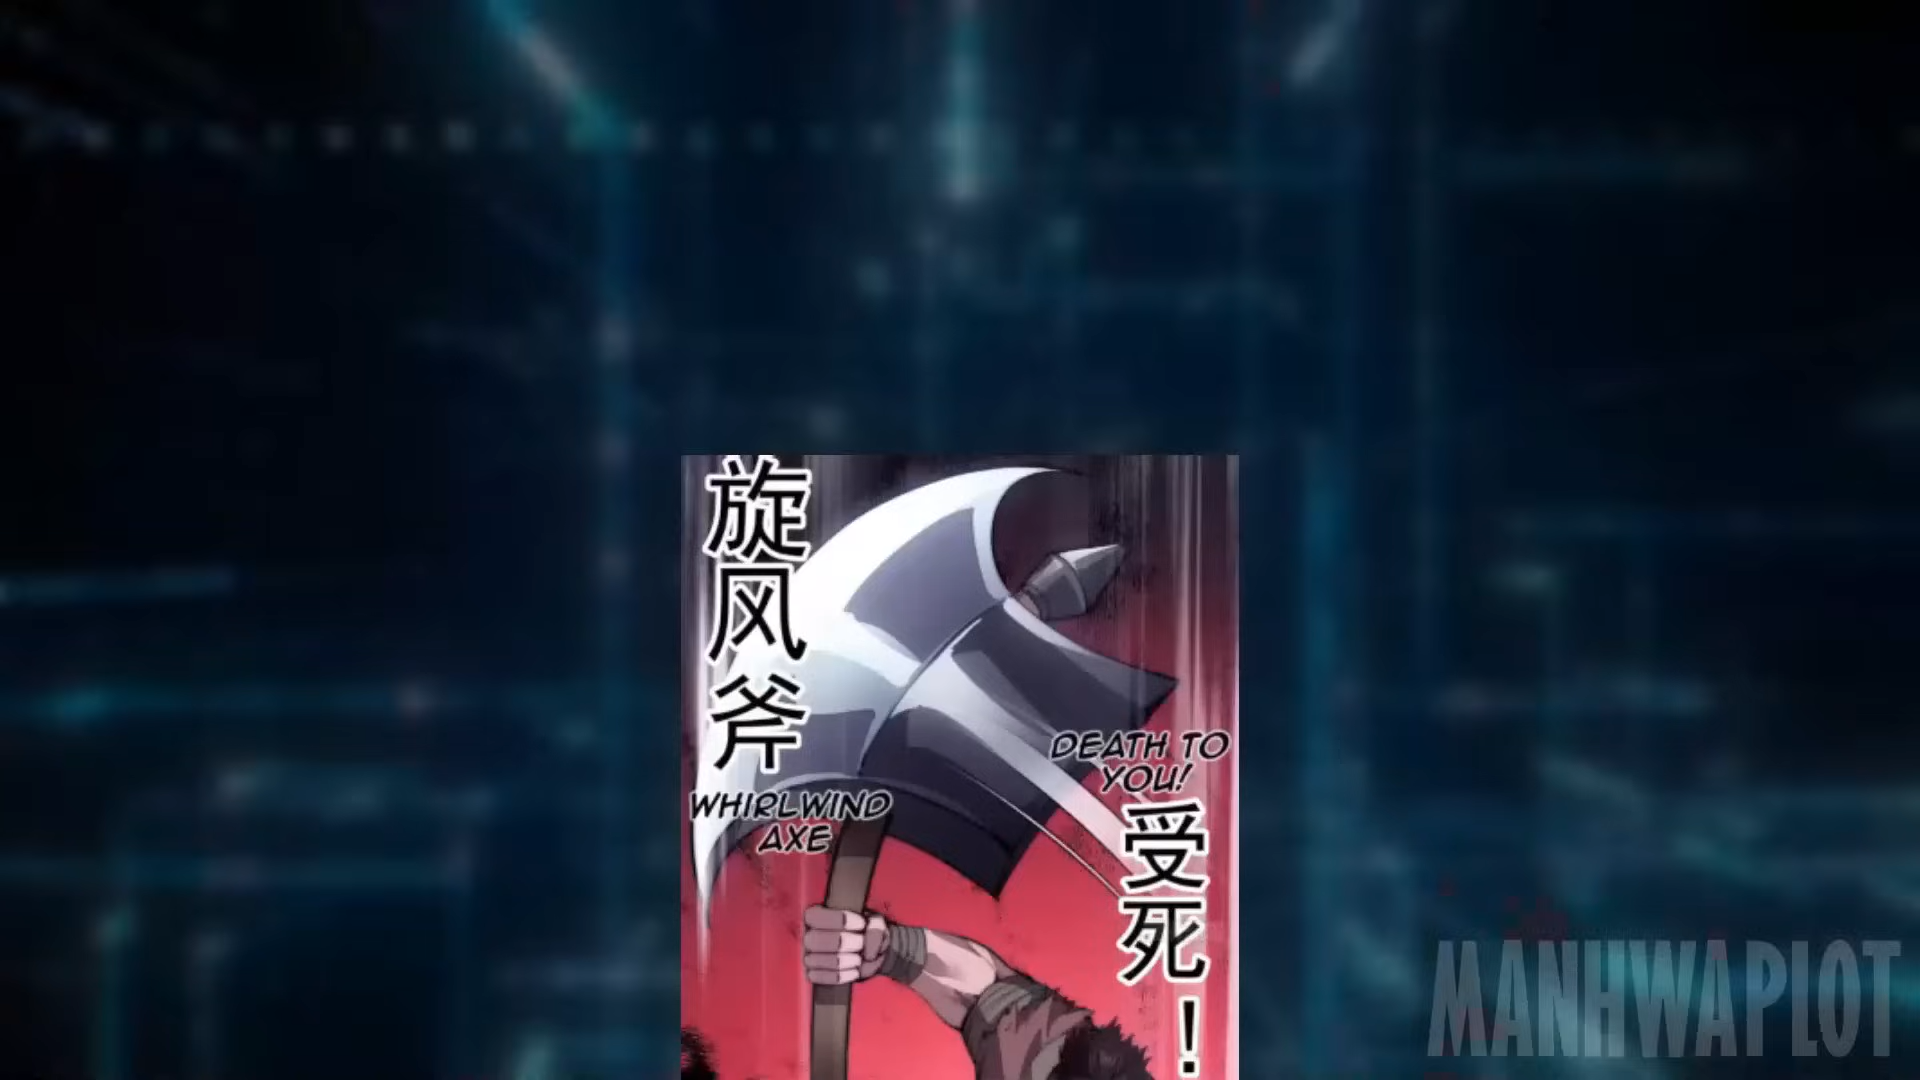 旋风斧
WHIRLWIND
AXE
DEATH TO
YOU!
受死！
MANHWAPLOT